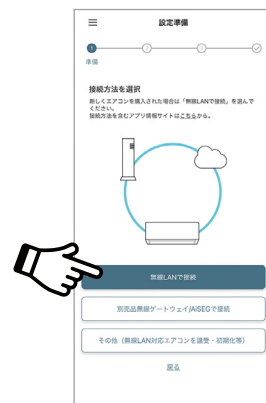 設定準備
1
2
3
準備
接続方法を選択
新しくエアコンを購入された場合は「無線LANで接続」を選んで
ください。
接続方法を含むアプリ情報サイトはこちらから。
無線LANで接続
別売品無線ゲートウェイ/AiSEGで接続
その他（無線LAN対応エアコンを譲受・初期化等）
戻る